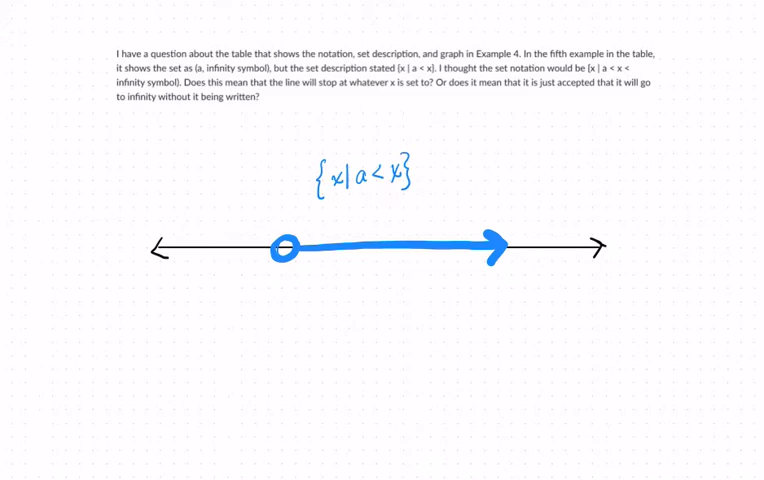 I have a question about the table that shows the notation, set description, and graph in Example 4. In the fifth example in the table,
it shows the set as (a, infinity symbol), but the set description stated {x | a < x}. I thought the set notation would be {x | a < x <
infinity symbol}. Does this mean that the line will stop at whatever x is set to? Or does it mean that it is just accepted that it will go
to infinity without it being written?
{x | a < x}